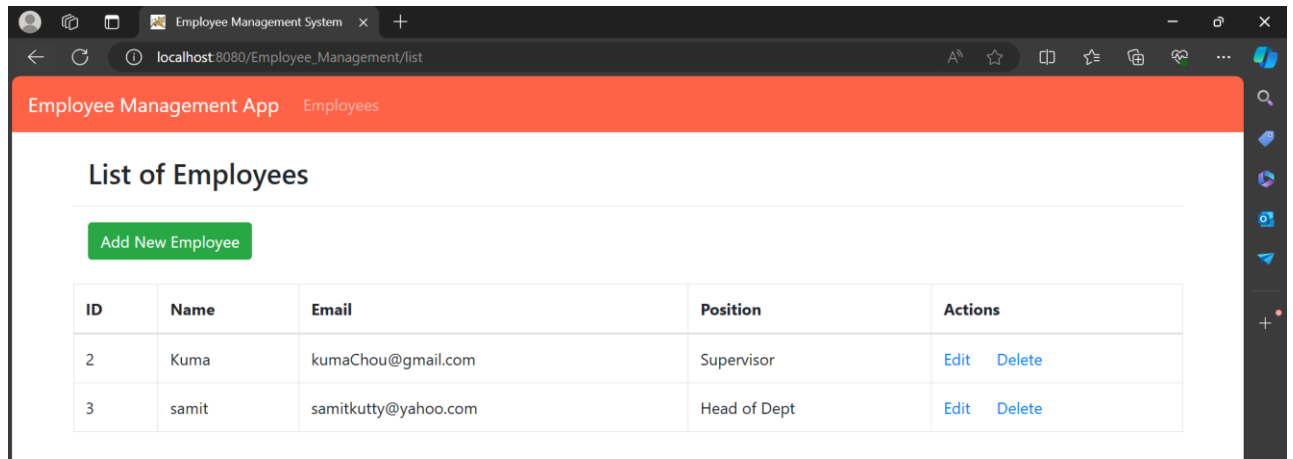 Employee Management System
localhost:8080/Employee_Management/list
Employee Management App Employees
List of Employees
Add New Employee
ID Name Email Position Actions
2 Kuma kumaChou@gmail.com Supervisor Edit Delete
3 samit samitkutty@yahoo.com Head of Dept Edit Delete